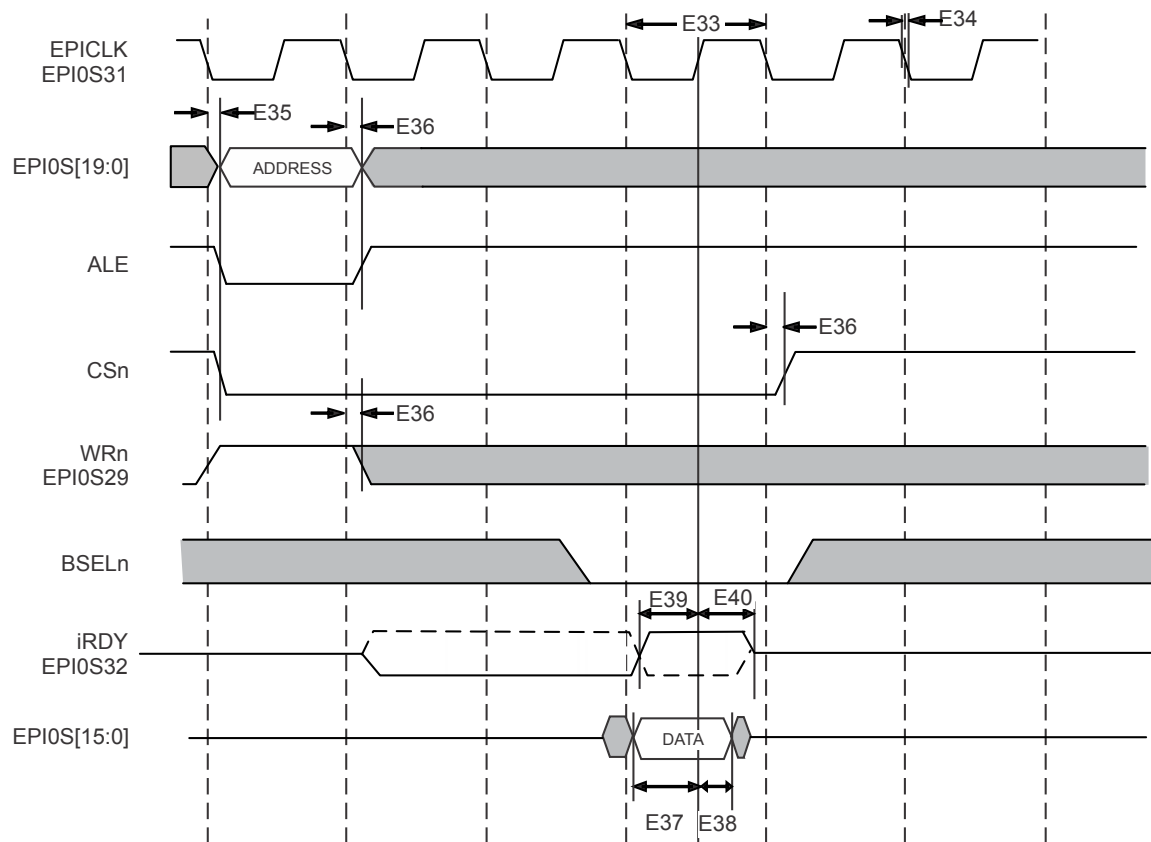 E33
E34
EPICLK
EPI0S31
E35
E36
EPI0S[19:0]
ADDRESS
ALE
E36
CSn
E36
WRn
EPI0S29
BSELn
E39
E40
iRDY
EPI0S32
EPI0S[15:0]
DATA
E37
E38